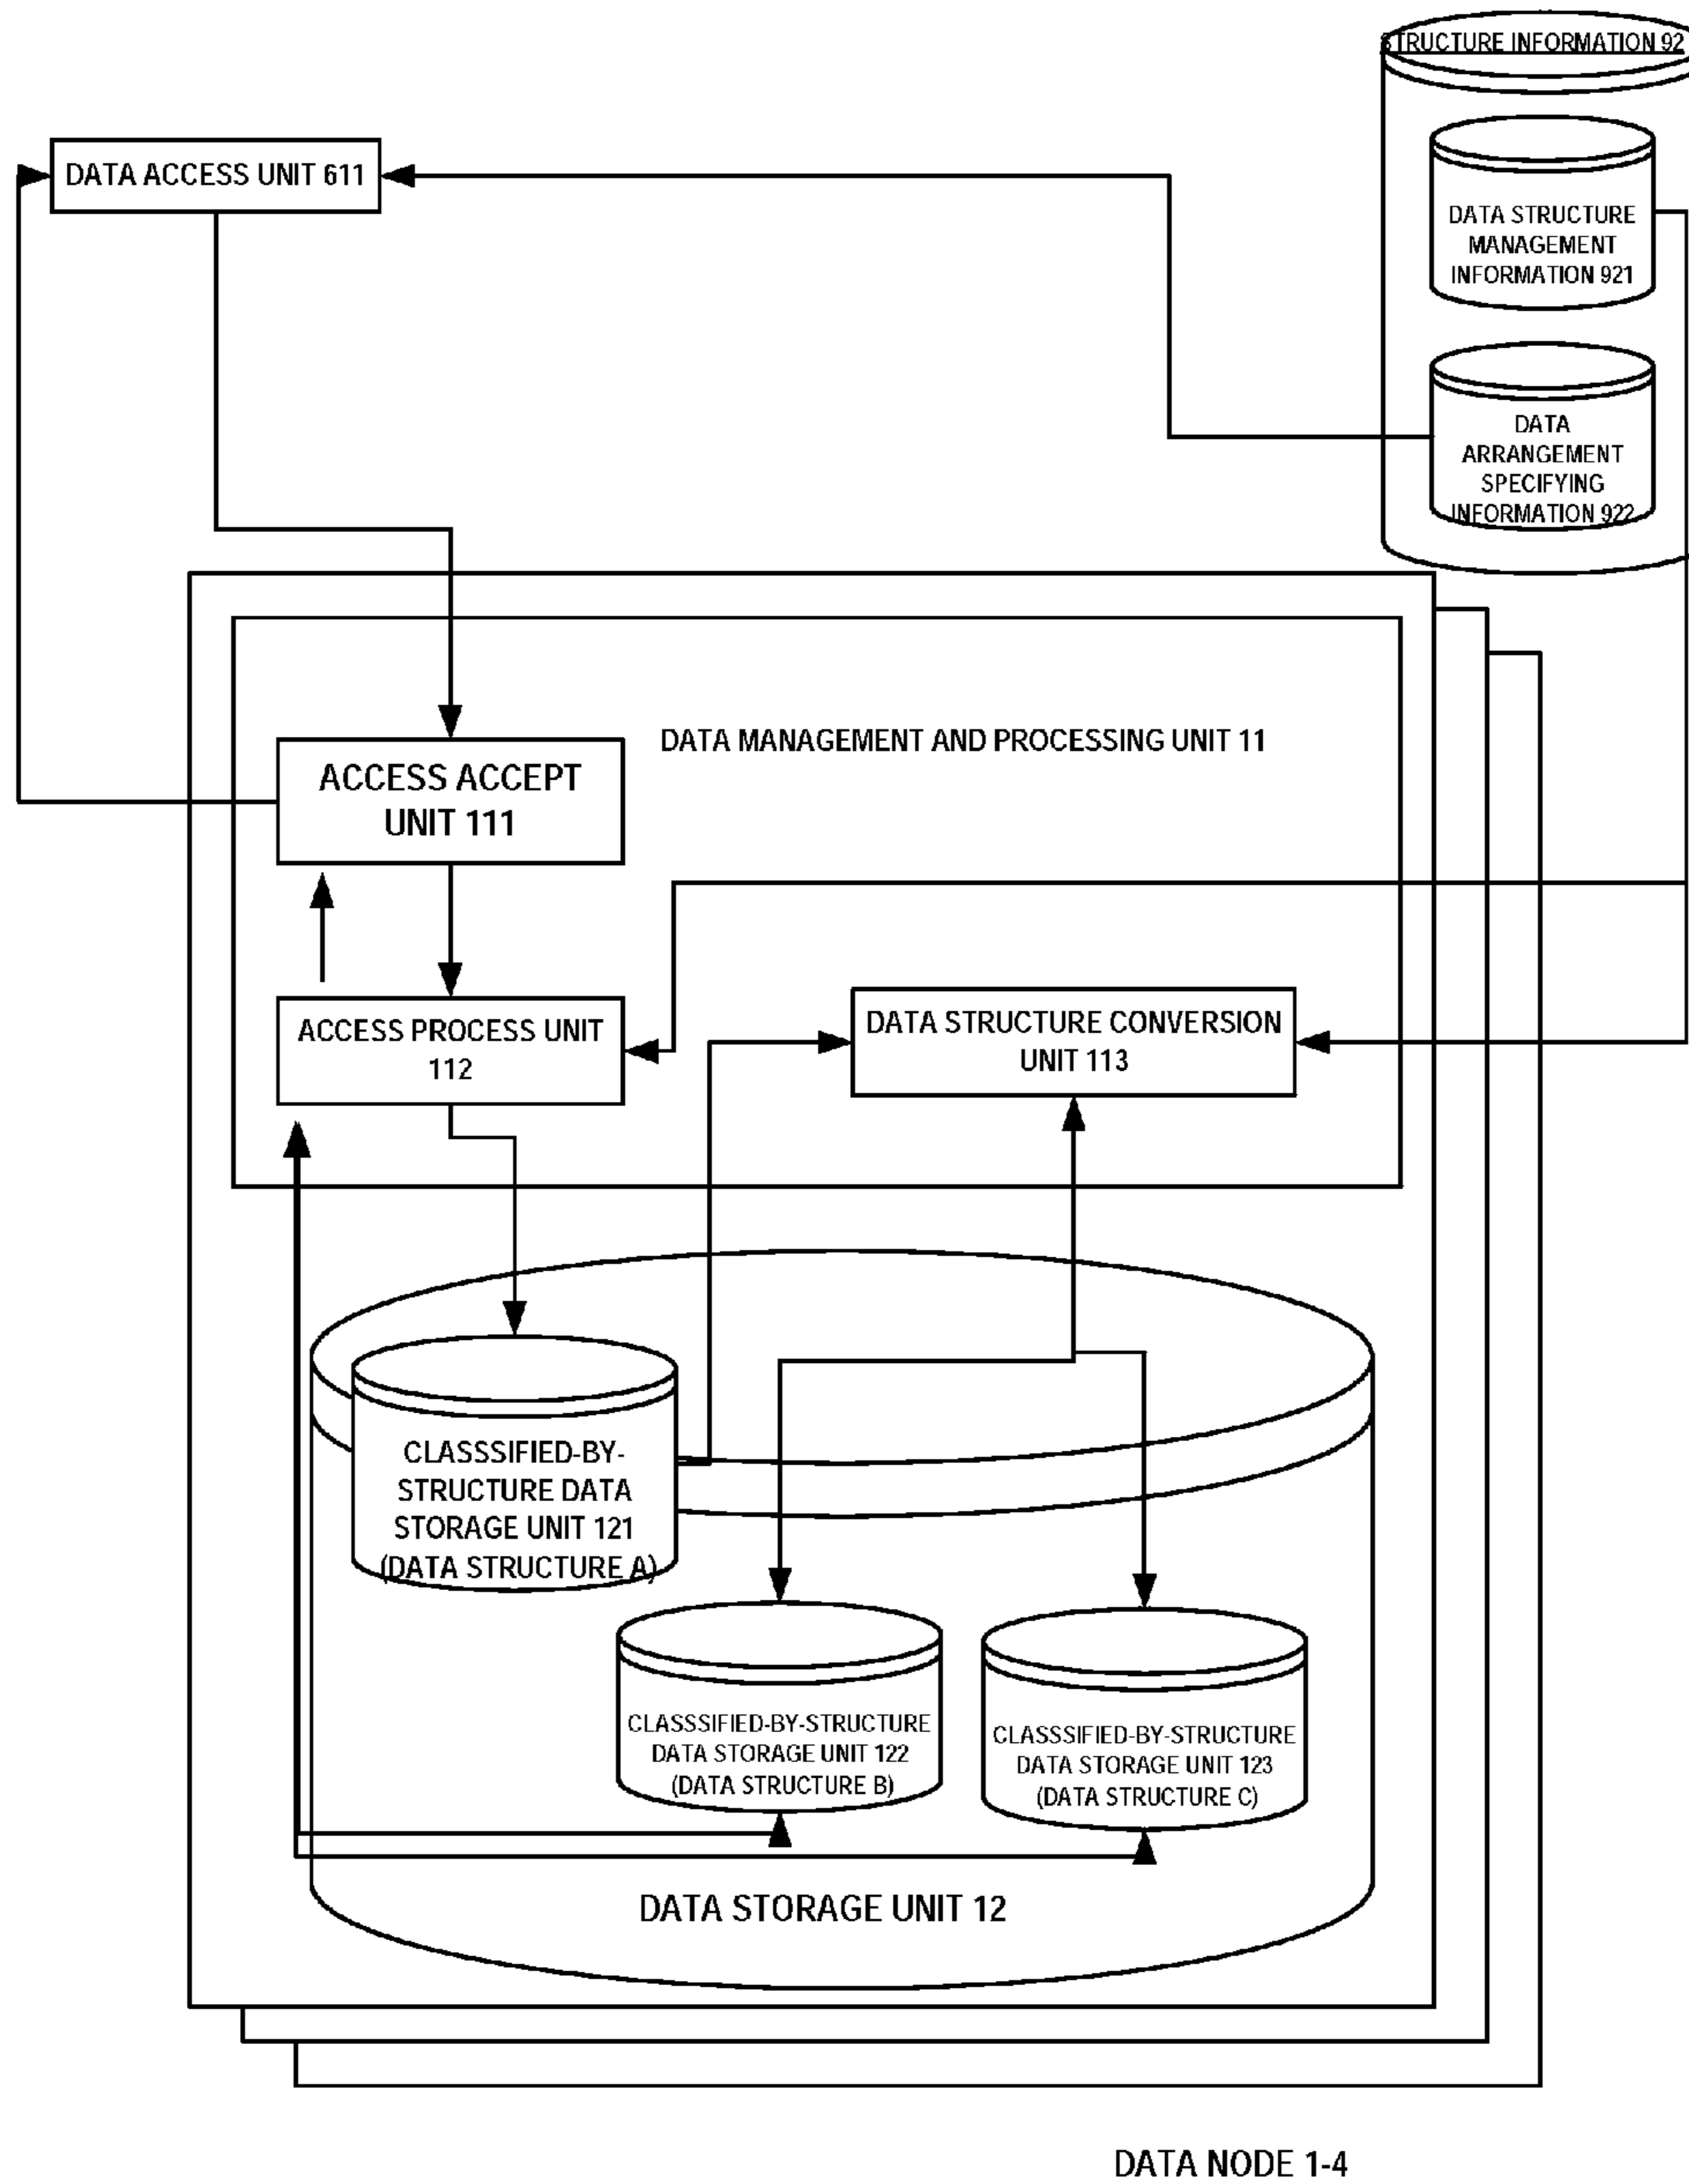 STRUCTURE INFORMATION 92
DATA ACCESS UNIT 611
DATA STRUCTURE
MANAGEMENT
INFORMATION 921
DATA
ARRANGEMENT
SPECIFYING
INFORMATION 922
DATA MANAGEMENT AND PROCESSING UNIT 11
ACCESS ACCEPT
UNIT 111
ACCESS PROCESS UNIT
112
DATA STRUCTURE CONVERSION
UNIT 113
CLASSSIFIED-BY-
STRUCTURE DATA
STORAGE UNIT 121
(DATA STRUCTURE A)
CLASSSIFIED-BY-STRUCTURE
DATA STORAGE UNIT 122
(DATA STRUCTURE B)
CLASSSIFIED-BY-STRUCTURE
DATA STORAGE UNIT 123
(DATA STRUCTURE C)
DATA STORAGE UNIT 12
DATA NODE 1-4